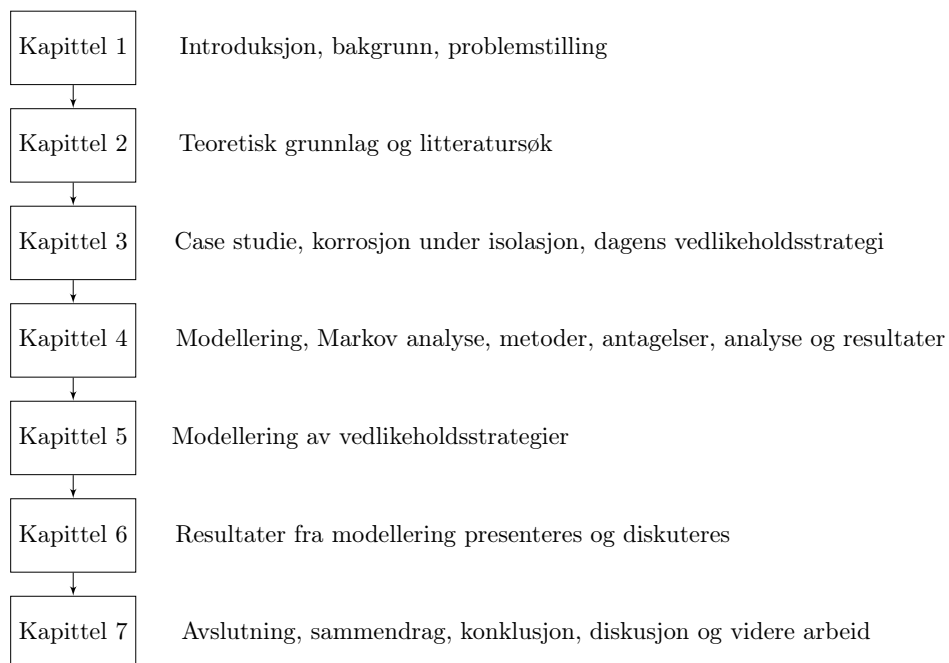 Kapittel 1 Introduksjon, bakgrunn, problemstilling
Kapittel 2 Teoretisk grunnlag og litteratursøk
Kapittel 3 Case studie, korrosjon under isolasjon, dagens vedlikeholdsstrategi
Kapittel 4 Modellering, Markov analyse, metoder, antagelser, analyse og resultater
Kapittel 5 Modellering av vedlikeholdsstrategier
Kapittel 6 Resultater fra modellering presenteres og diskuteres
Kapittel 7 Avslutning, sammendrag, konklusjon, diskusjon og videre arbeid